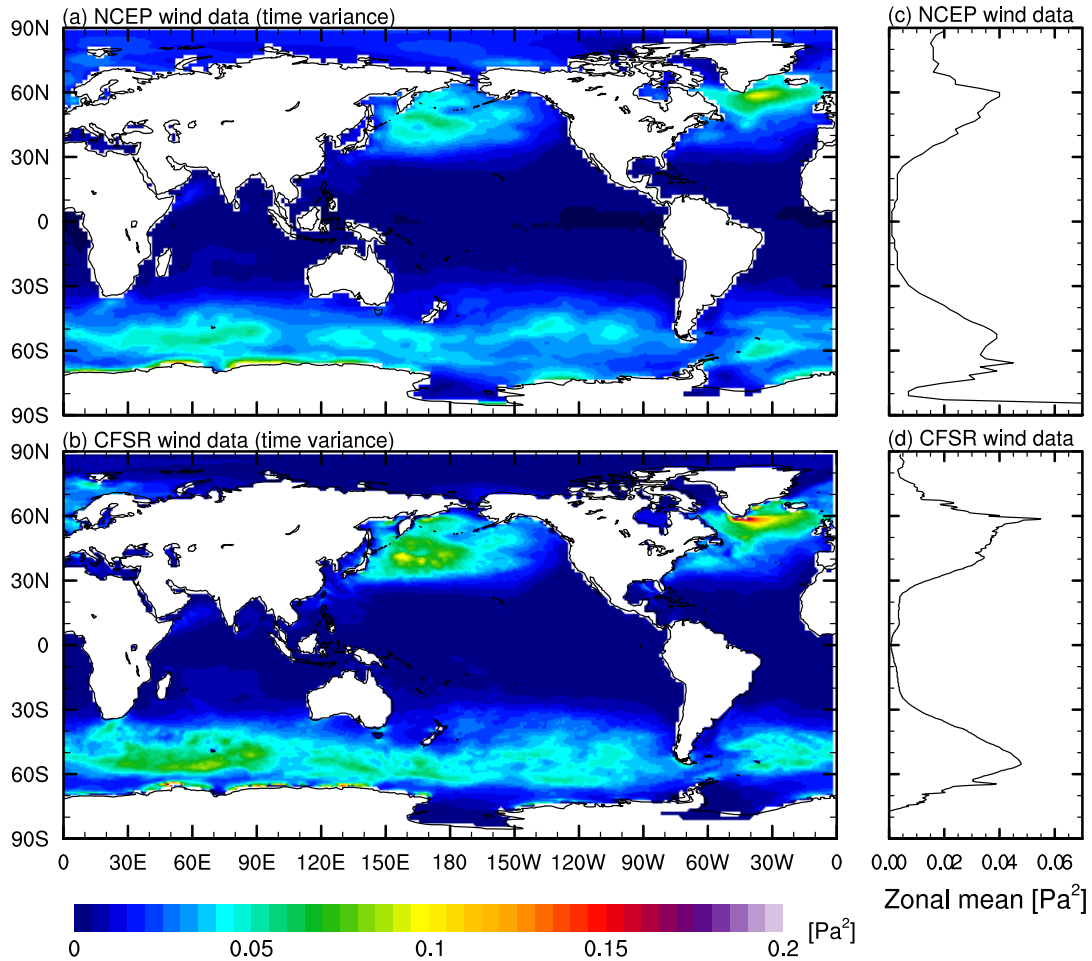 (a) NCEP wind data (time variance)
(c) NCEP wind data
90N
60N
30N
0
30S
60S
90S
(b) CFSR wind data (time variance)
(d) CFSR wind data
90N
60N
30N
0
30S
60S
90S
0 30E 60E 90E 120E 150E 180 150W 120W 90W 60W 30W 0
0.00 0.02 0.04 0.06
Zonal mean [Pa²]
0 0.05 0.1 0.15 0.2
[Pa²]